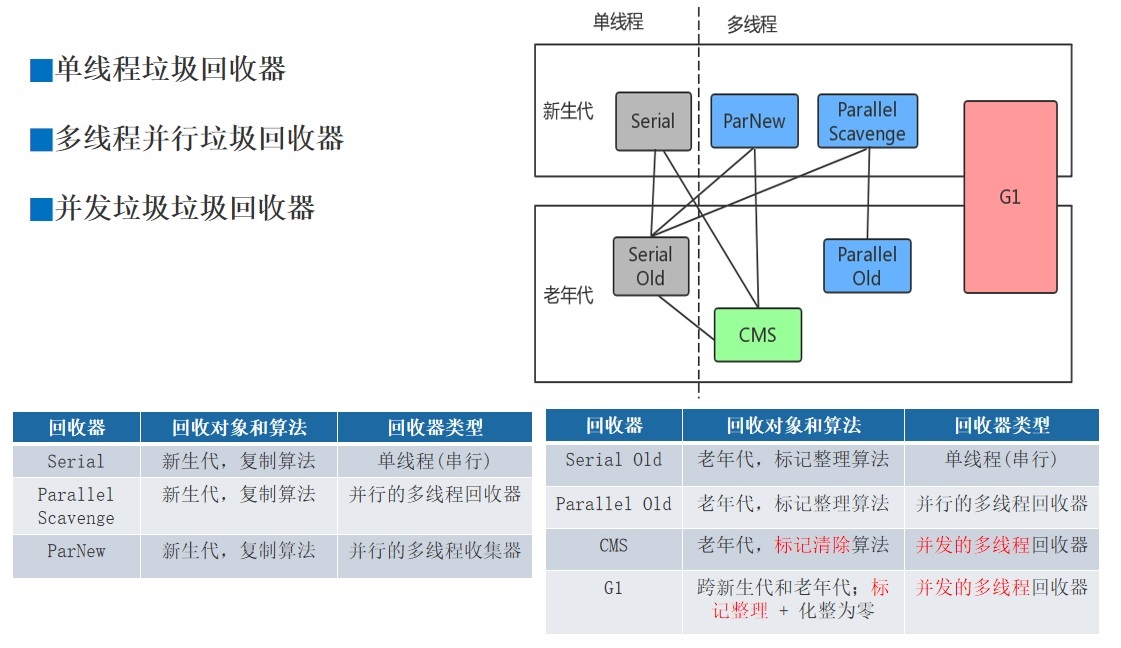 单线程垃圾回收器
多线程并行垃圾回收器
并发垃圾垃圾回收器
单线程
多线程
新生代
Serial
ParNew
Parallel
Scavenge
G1
老年代
Serial
Old
Parallel
Old
CMS
回收器 回收对象和算法 回收器类型
Serial 新生代，复制算法 单线程(串行)
Parallel
Scavenge
新生代，复制算法 并行的多线程回收器
ParNew 新生代，复制算法 并行的多线程收集器
回收器 回收对象和算法 回收器类型
Serial Old 老年代，标记整理算法 单线程(串行)
Parallel Old 老年代，标记整理算法 并行的多线程回收器
CMS 老年代，标记清除算法 并发的多线程回收器
G1 跨新生代和老年代；标 并发的多线程回收器
记整理 + 化整为零